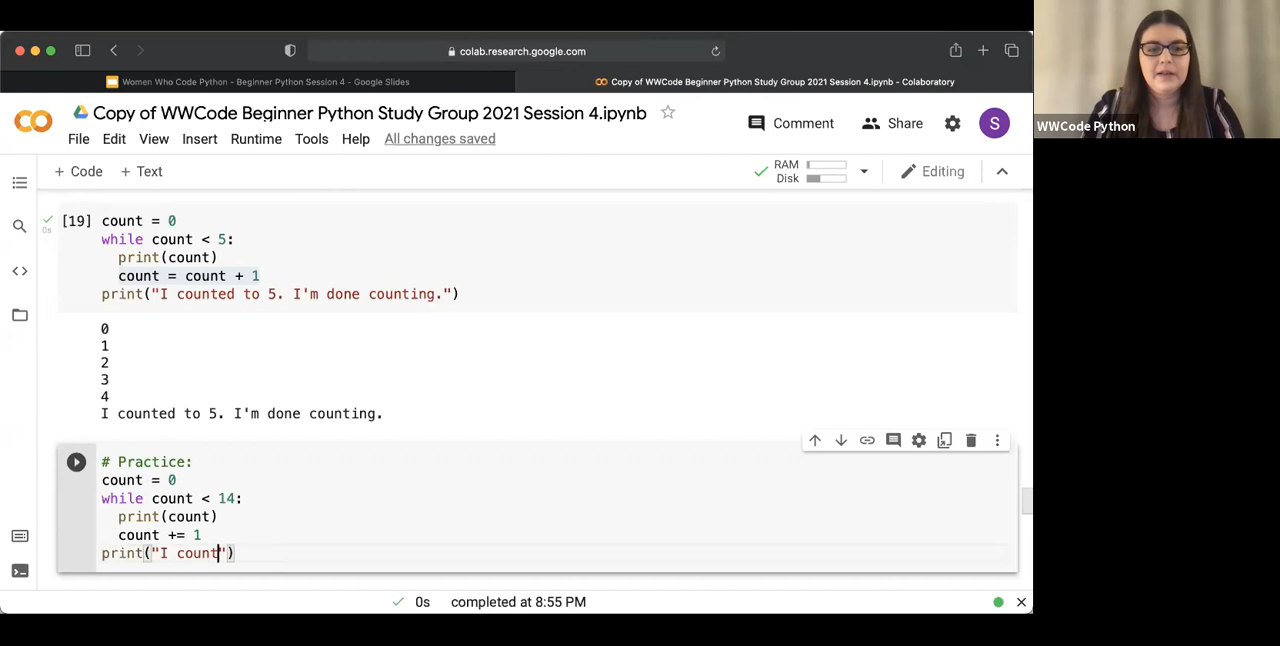 colab.research.google.com
Women Who Code Python - Beginner Python Session 4 - Google Slides
Copy of WWCode Beginner Python Study Group 2021 Session 4.ipynb - Colaboratory
Copy of WWCode Beginner Python Study Group 2021 Session 4.ipynb
File Edit View Insert Runtime Tools Help All changes saved
Comment Share S
WWCode Python
+ Code + Text
RAM
Disk
Editing
[19] count = 0
0s
while count < 5:
print(count)
count = count + 1
print("I counted to 5. I'm done counting.")
0
1
2
3
4
I counted to 5. I'm done counting.
# Practice:
count = 0
while count < 14:
print(count)
count += 1
print("I count")
0s completed at 8:55 PM